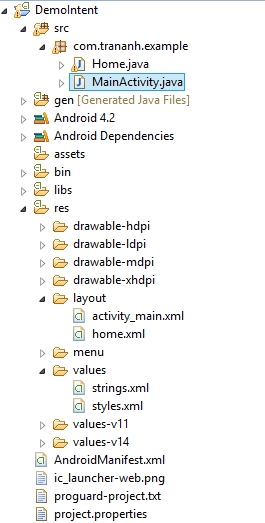 DemoIntent
src
com.trananh.example
Home.java
MainActivity.java
gen [Generated Java Files]
Android 4.2
Android Dependencies
assets
bin
libs
res
drawable-hdpi
drawable-ldpi
drawable-mdpi
drawable-xhdpi
layout
activity_main.xml
home.xml
menu
values
strings.xml
styles.xml
values-v11
values-v14
AndroidManifest.xml
ic_launcher-web.png
proguard-project.txt
project.properties